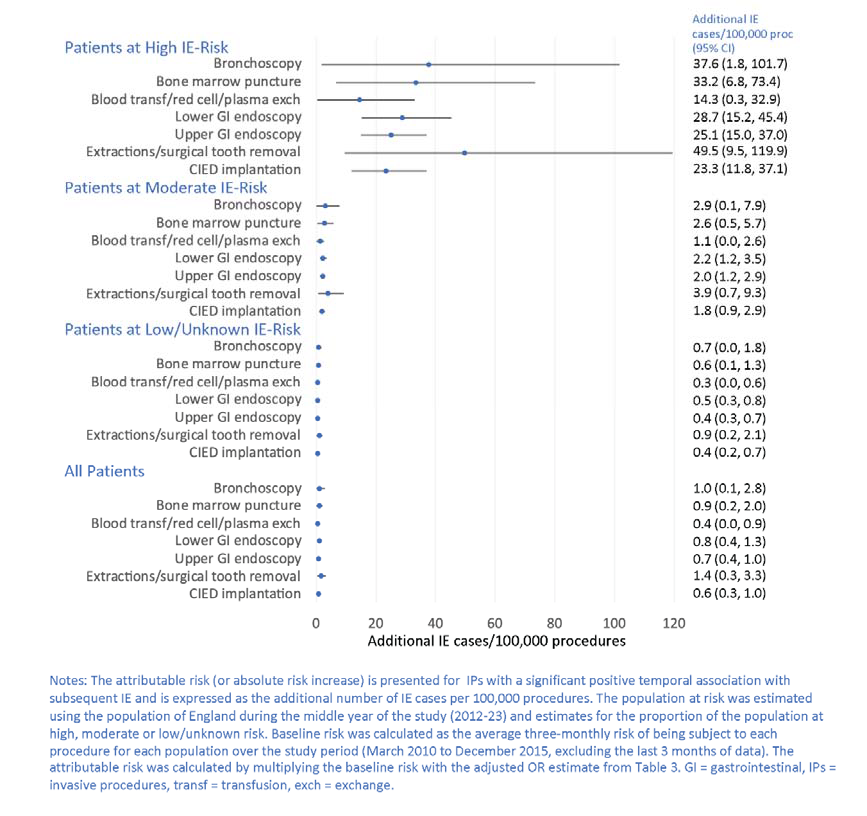 Additional IE
cases/100,000 proc
(95% CI)
Patients at High IE-Risk
Bronchoscopy 37.6 (1.8, 101.7)
Bone marrow puncture 33.2 (6.8, 73.4)
Blood transf/red cell/plasma exch 14.3 (0.3, 32.9)
Lower GI endoscopy 28.7 (15.2, 45.4)
Upper GI endoscopy 25.1 (15.0, 37.0)
Extractions/surgical tooth removal 49.5 (9.5, 119.9)
CIED implantation 23.3 (11.8, 37.1)
Patients at Moderate IE-Risk
Bronchoscopy 2.9 (0.1, 7.9)
Bone marrow puncture 2.6 (0.5, 5.7)
Blood transf/red cell/plasma exch 1.1 (0.0, 2.6)
Lower GI endoscopy 2.2 (1.2, 3.5)
Upper GI endoscopy 2.0 (1.2, 2.9)
Extractions/surgical tooth removal 3.9 (0.7, 9.3)
CIED implantation 1.8 (0.9, 2.9)
Patients at Low/Unknown IE-Risk
Bronchoscopy 0.7 (0.0, 1.8)
Bone marrow puncture 0.6 (0.1, 1.3)
Blood transf/red cell/plasma exch 0.3 (0.0, 0.6)
Lower GI endoscopy 0.5 (0.3, 0.8)
Upper GI endoscopy 0.4 (0.3, 0.7)
Extractions/surgical tooth removal 0.9 (0.2, 2.1)
CIED implantation 0.4 (0.2, 0.7)
All Patients
Bronchoscopy 1.0 (0.1, 2.8)
Bone marrow puncture 0.9 (0.2, 2.0)
Blood transf/red cell/plasma exch 0.4 (0.0, 0.9)
Lower GI endoscopy 0.8 (0.4, 1.3)
Upper GI endoscopy 0.7 (0.4, 1.0)
Extractions/surgical tooth removal 1.4 (0.3, 3.3)
CIED implantation 0.6 (0.3, 1.0)
0 20 40 60 80 100 120
Additional IE cases/100,000 procedures
Notes: The attributable risk (or absolute risk increase) is presented for IPs with a significant positive temporal association with
subsequent IE and is expressed as the additional number of IE cases per 100,000 procedures. The population at risk was estimated
using the population of England during the middle year of the study (2012-23) and estimates for the proportion of the population at
high, moderate or low/unknown risk. Baseline risk was calculated as the average three-monthly risk of being subject to each
procedure for each population over the study period (March 2010 to December 2015, excluding the last 3 months of data). The
attributable risk was calculated by multiplying the baseline risk with the adjusted OR estimate from Table 3. GI = gastrointestinal, IPs =
invasive procedures, transf = transfusion, exch = exchange.